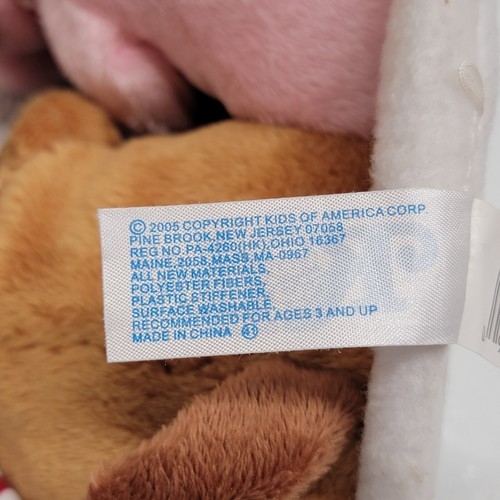 © 2005 COPYRIGHT KIDS OF AMERICA CORP.
PINE BROOK, NEW JERSEY 07058
REG NO. PA-4260(HK), OHIO 16367
MAINE. 2058, MASS, MA-0967
ALL NEW MATERIALS,
POLYESTER FIBERS,
PLASTIC STIFFENER,
SURFACE WASHABLE
RECOMMENDED FOR AGES 3 AND UP
MADE IN CHINA